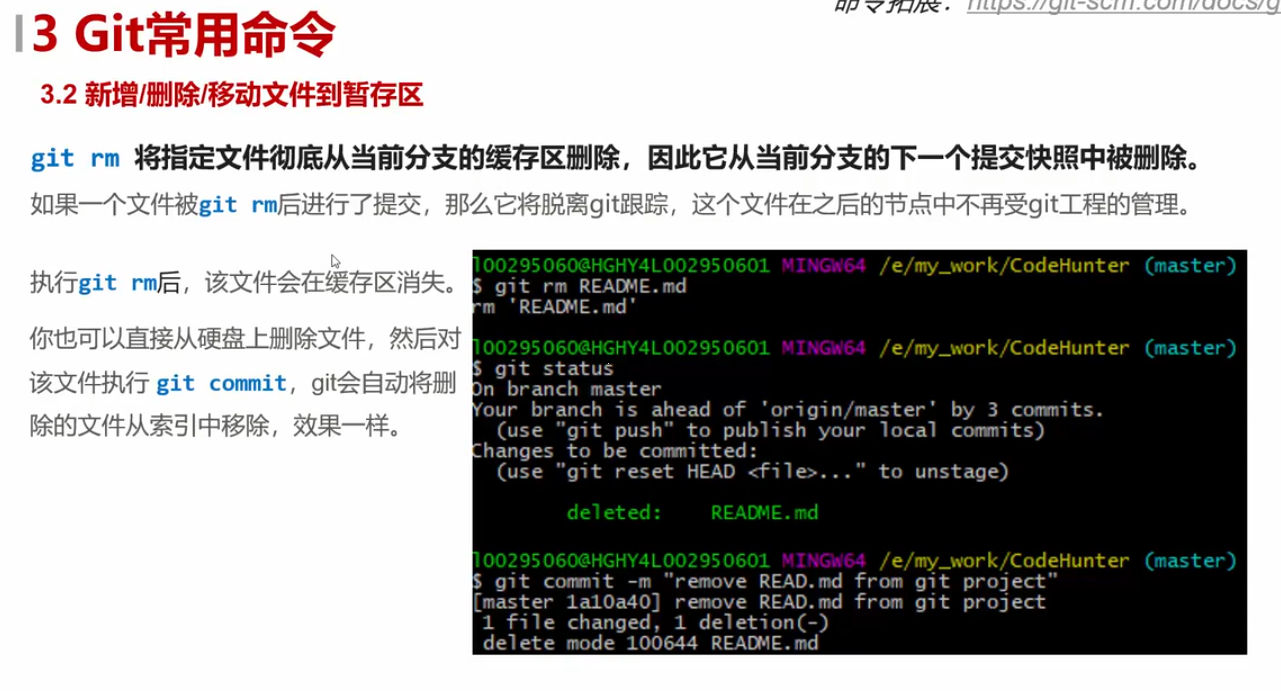 命令拓展：https://git-scm.com/docs/g
3 Git常用命令
3.2 新增/删除/移动文件到暂存区
git rm 将指定文件彻底从当前分支的缓存区删除，因此它从当前分支的下一个提交快照中被删除。
如果一个文件被git rm后进行了提交，那么它将脱离git跟踪，这个文件在之后的节点中不再受git工程的管理。
执行git rm后，该文件会在缓存区消失。
你也可以直接从硬盘上删除文件，然后对
该文件执行 git commit，git会自动将删
除的文件从索引中移除，效果一样。
l00295060@HGHY4L002950601 MINGW64 /e/my_work/CodeHunter (master)
$ git rm README.md
rm 'README.md'
l00295060@HGHY4L002950601 MINGW64 /e/my_work/CodeHunter (master)
$ git status
On branch master
Your branch is ahead of 'origin/master' by 3 commits.
(use "git push" to publish your local commits)
Changes to be committed:
(use "git reset HEAD <file>..." to unstage)
deleted: README.md
l00295060@HGHY4L002950601 MINGW64 /e/my_work/CodeHunter (master)
$ git commit -m "remove READ.md from git project"
[master 1a10a40] remove READ.md from git project
1 file changed, 1 deletion(-)
delete mode 100644 README.md